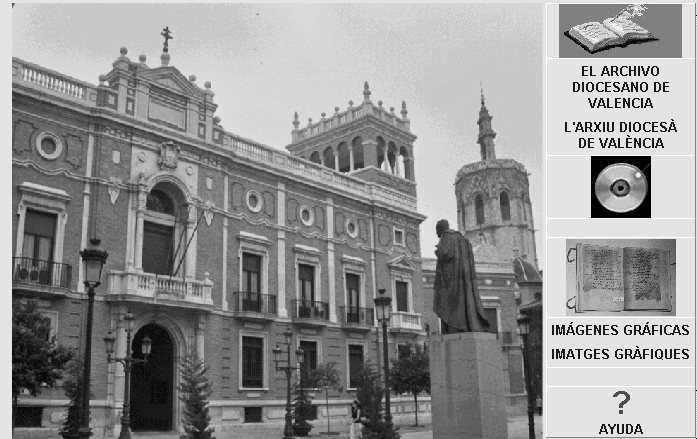 EL ARCHIVO
DIOCESANO DE
VALENCIA
L'ARXIU DIOCESÀ
DE VALÈNCIA
IMÁGENES GRÁFICAS
IMATGES GRÀFIQUES
?
AYUDA